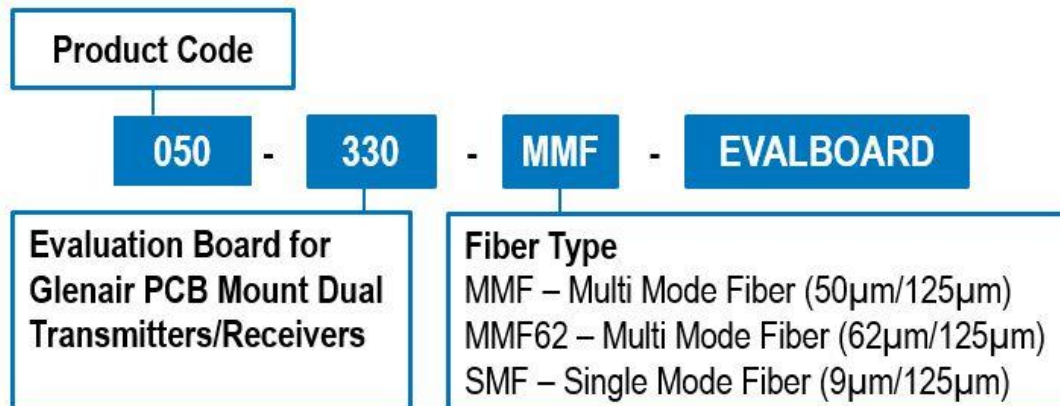 Product Code
050 - 330 - MMF - EVALBOARD
Evaluation Board for
Glenair PCB Mount Dual
Transmitters/Receivers
Fiber Type
MMF – Multi Mode Fiber (50µm/125µm)
MMF62 – Multi Mode Fiber (62µm/125µm)
SMF – Single Mode Fiber (9µm/125µm)